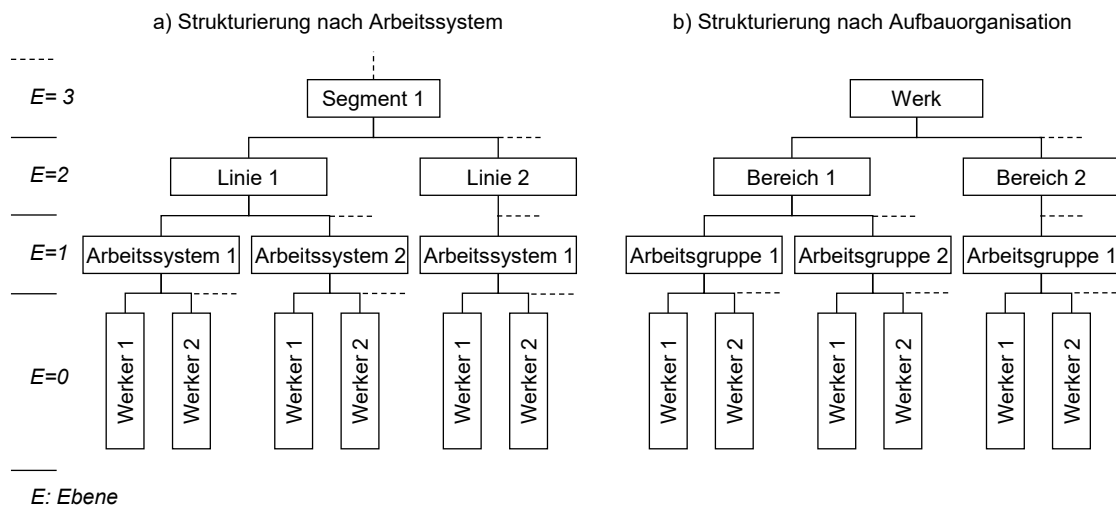 a) Strukturierung nach Arbeitssystem
b) Strukturierung nach Aufbauorganisation
E= 3
Segment 1
Werk
E=2
Linie 1
Linie 2
Bereich 1
Bereich 2
E=1
Arbeitssystem 1
Arbeitssystem 2
Arbeitssystem 1
Arbeitsgruppe 1
Arbeitsgruppe 2
Arbeitsgruppe 1
E=0
Werker 1
Werker 2
Werker 1
Werker 2
Werker 1
Werker 2
Werker 1
Werker 2
Werker 1
Werker 2
Werker 1
Werker 2
E: Ebene